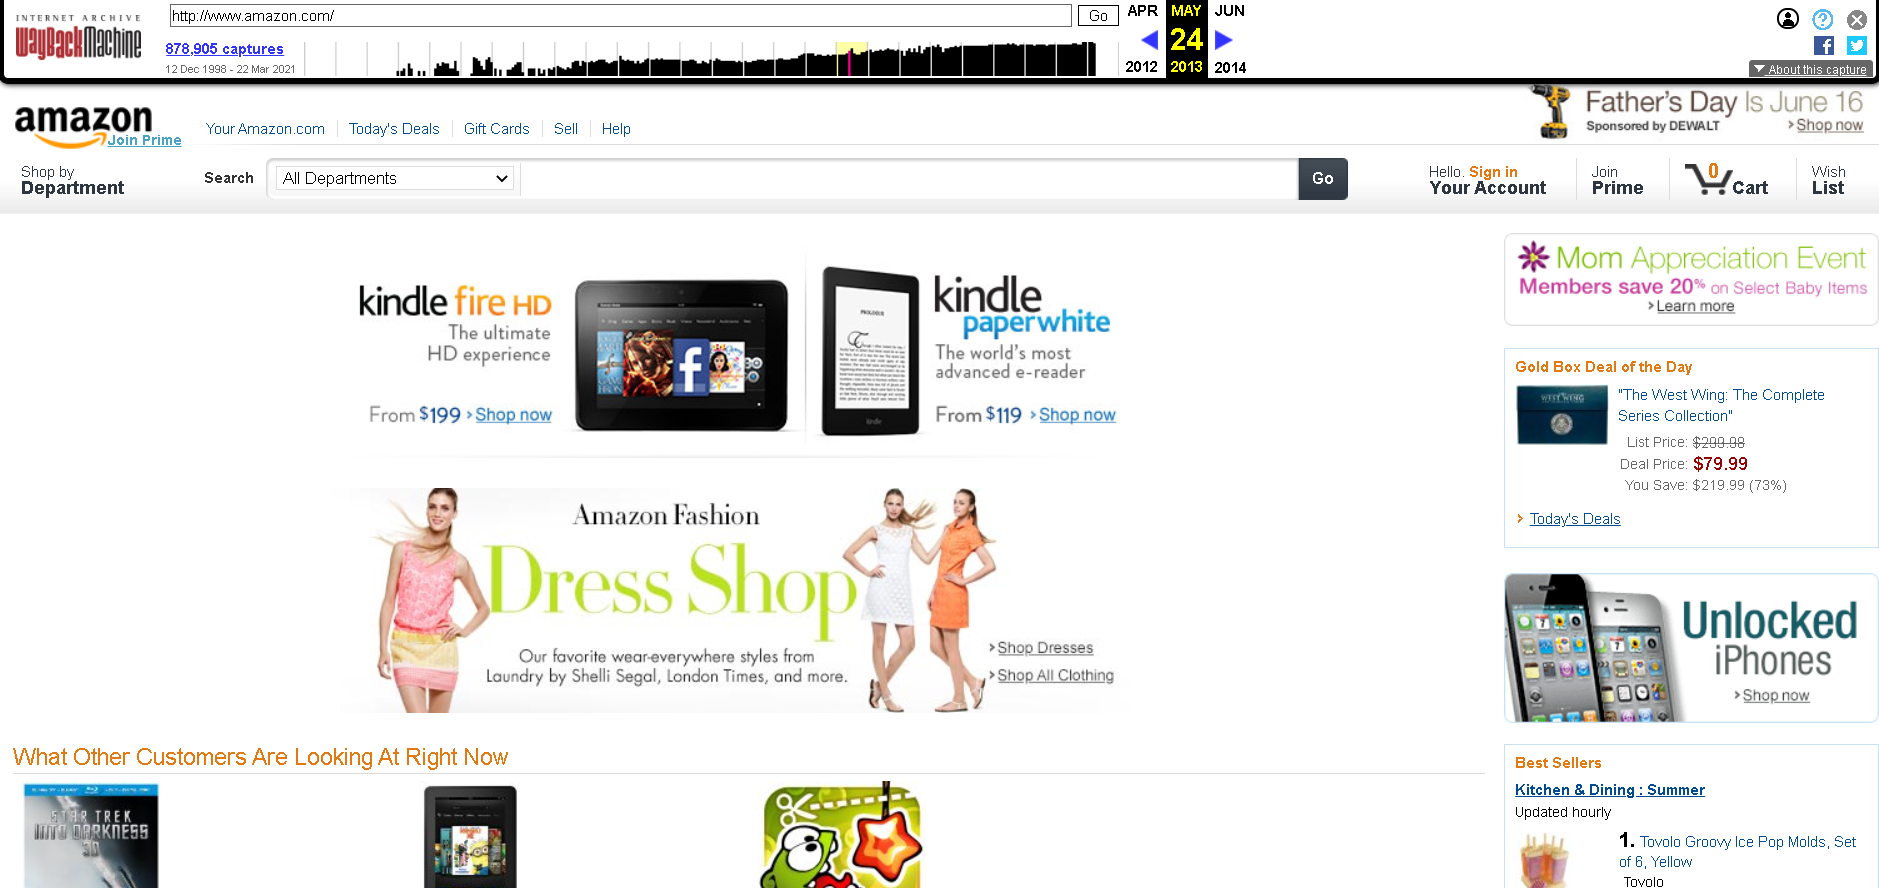 INTERNET ARCHIVE
WayBackMachine
http://www.amazon.com/
Go
APR
MAY
JUN
878,905 captures
24
12 Dec 1998 - 22 Mar 2021
2012
2013
2014
About this capture
amazon
Join Prime
Your Amazon.com
Today's Deals
Gift Cards
Sell
Help
Father's Day Is June 16
Sponsored by DEWALT
Shop now
Shop by
Department
Search
All Departments
Go
Hello. Sign in
Your Account
Join
Prime
0
Cart
Wish
List
kindle fire HD
The ultimate
HD experience
From $199 › Shop now
kindle
paperwhite
The world's most
advanced e-reader
From $119 › Shop now
Mom Appreciation Event
Members save 20% on Select Baby Items
Learn more
Gold Box Deal of the Day
WEST WING
"The West Wing: The Complete
Series Collection"
List Price: $299.98
Deal Price: $79.99
You Save: $219.99 (73%)
Today's Deals
Amazon Fashion
Dress Shop
Our favorite wear-everywhere styles from
Laundry by Shelli Segal, London Times, and more.
Shop Dresses
Shop All Clothing
Unlocked
iPhones
Shop now
What Other Customers Are Looking At Right Now
STAR TREK
INTO DARKNESS
3D
Best Sellers
Kitchen & Dining : Summer
Updated hourly
1. Tovolo Groovy Ice Pop Molds, Set
of 6, Yellow
Tovolo